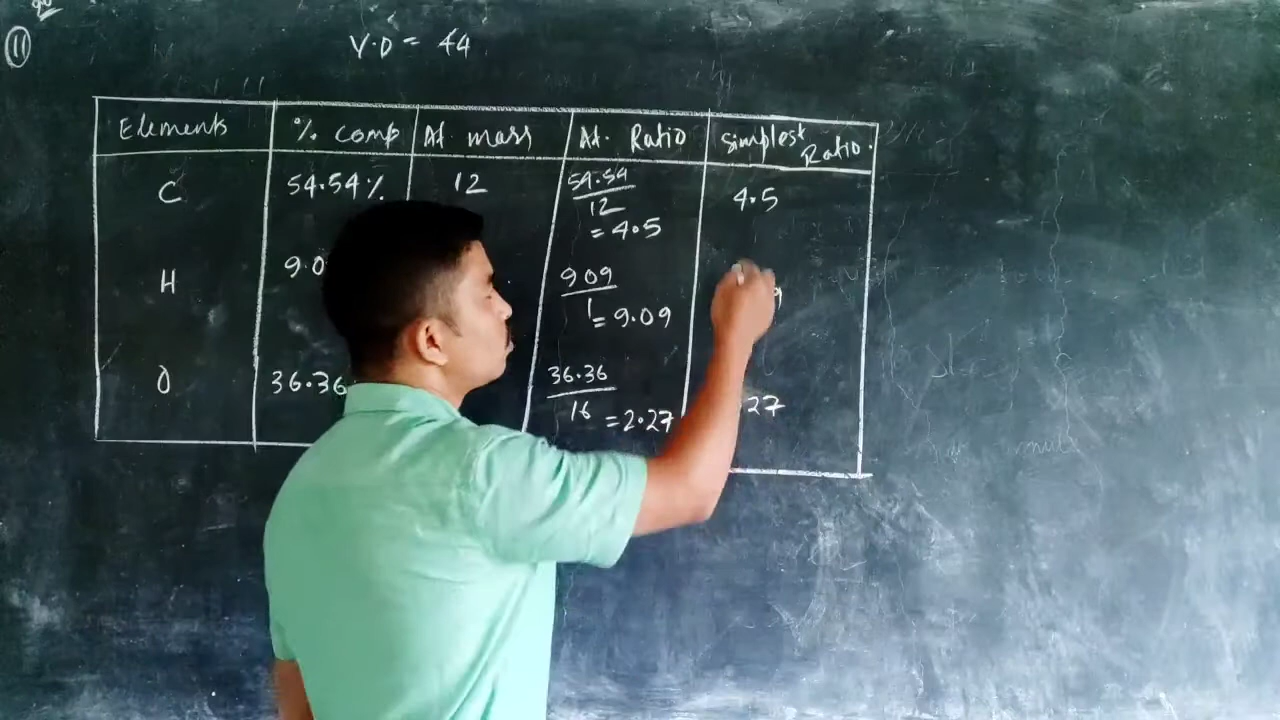 11
V.D = 44
Elements % comp At. mass At. Ratio Simplest Ratio.
C 54.54% 12 54.54/12 = 4.5 4.5
H 9.0 909/1 = 9.09 9
O 36.36 36.36/16 = 2.27 27